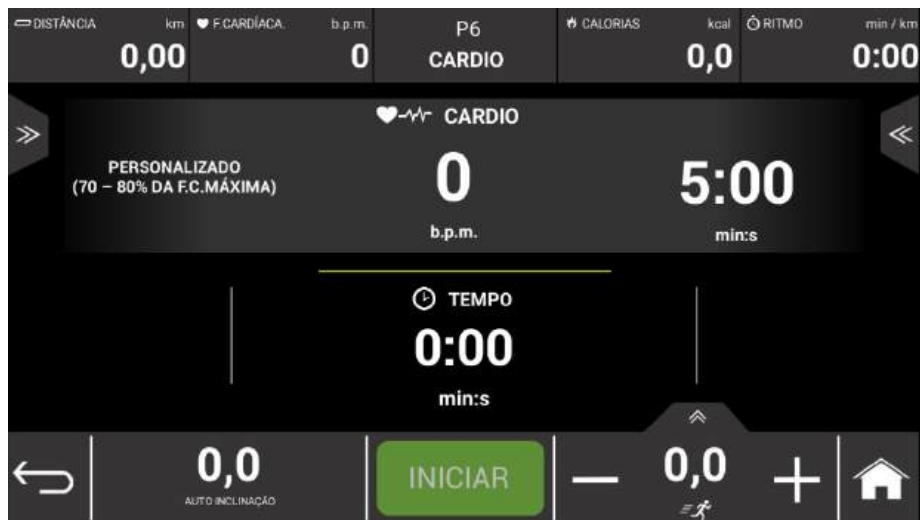 DISTÂNCIA km
0,00
F.CARDÍACA. b.p.m.
0
P6
CARDIO
CALORIAS kcal
0,0
RITMO min / km
0:00
CARDIO
PERSONALIZADO
(70 – 80% DA F.C.MÁXIMA)
0
b.p.m.
5:00
min:s
TEMPO
0:00
min:s
0,0
AUTO INCLINAÇÃO
INICIAR
0,0